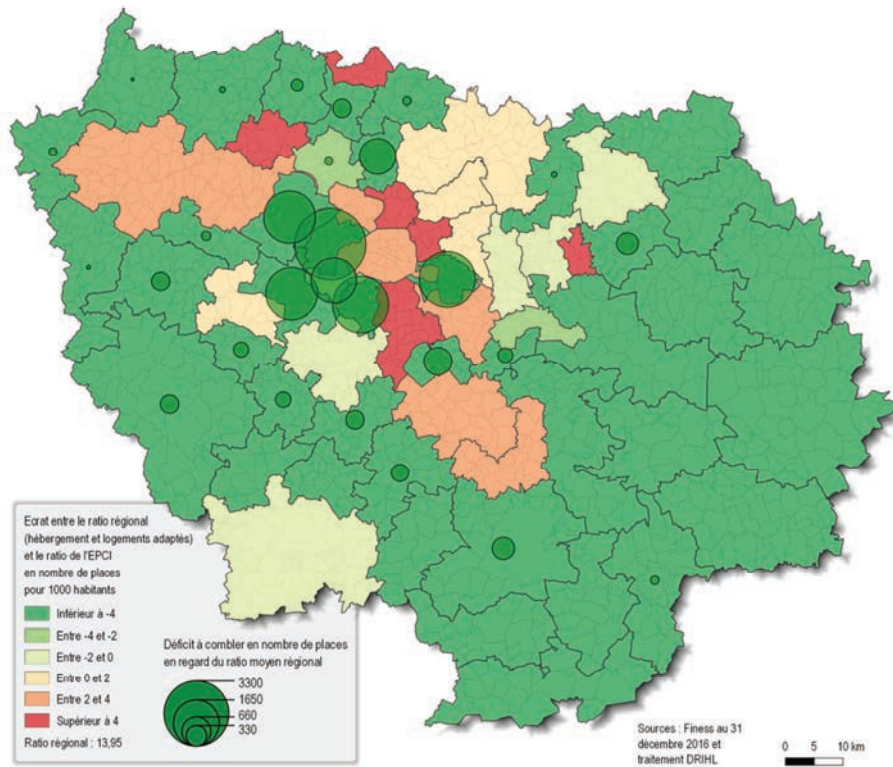 Ecrat entre le ratio régional
(hébergement et logements adaptés)
et le ratio de l'EPCI
en nombre de places
pour 1000 habitants
Inférieur à -4
Entre -4 et -2
Entre -2 et 0
Entre 0 et 2
Entre 2 et 4
Supérieur à 4
Ratio régional : 13,95
Déficit à combler en nombre de places
en regard du ratio moyen régional
3300
1650
660
330
Sources : Finess au 31
décembre 2016 et
traitement DRIHL
0 5 10 km